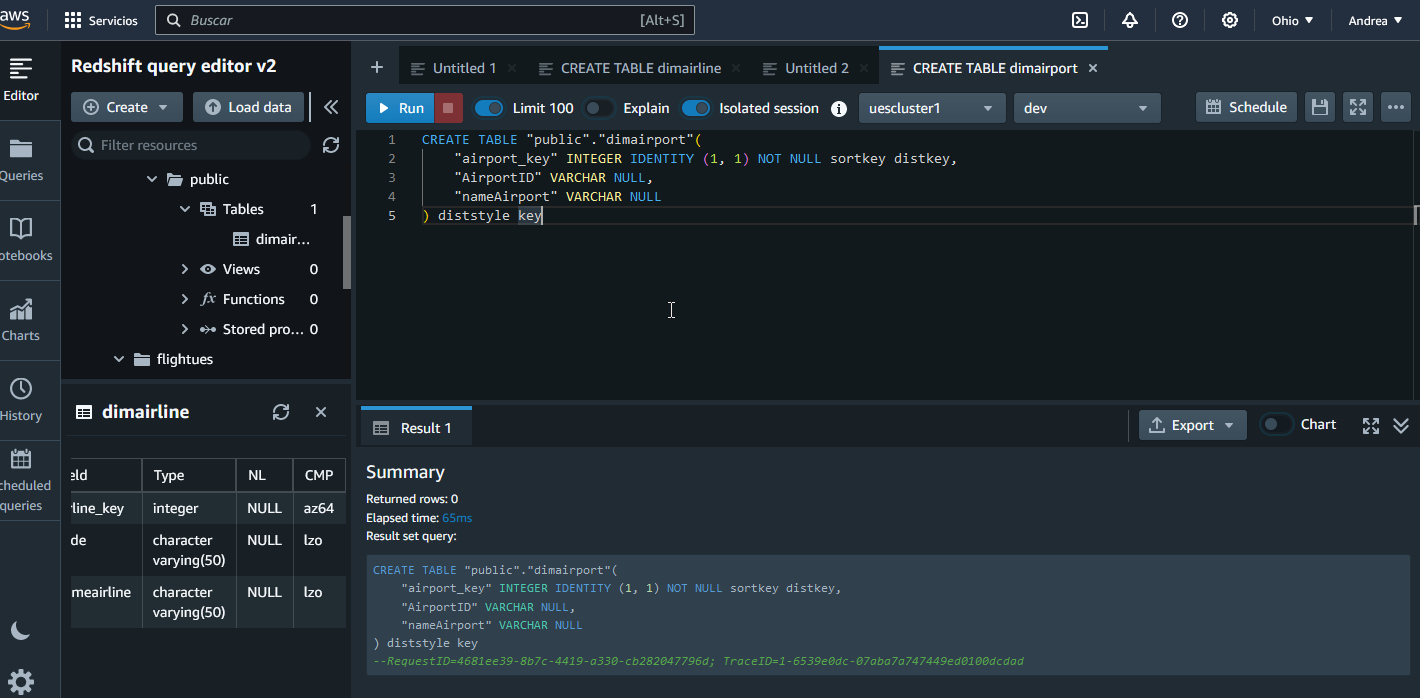 aws
Servicios
Buscar [Alt+S]
Ohio
Andrea
Editor
Queries
otebooks
Charts
History
cheduled
queries
Redshift query editor v2
Create
Load data
Filter resources
public
Tables 1
dimair...
Views 0
fx Functions 0
Stored pro... 0
flightues
dimairline
eld Type NL CMP
line_key integer NULL az64
de character varying(50) NULL lzo
meairline character varying(50) NULL lzo
Untitled 1
CREATE TABLE dimairline
Untitled 2
CREATE TABLE dimairport
Run
Limit 100
Explain
Isolated session
uescluster1
dev
Schedule
1 CREATE TABLE "public"."dimairport"(
2 "airport_key" INTEGER IDENTITY (1, 1) NOT NULL sortkey distkey,
3 "AirportID" VARCHAR NULL,
4 "nameAirport" VARCHAR NULL
5 ) diststyle key
Result 1
Export
Chart
Summary
Returned rows: 0
Elapsed time: 65ms
Result set query:
CREATE TABLE "public"."dimairport"(
"airport_key" INTEGER IDENTITY (1, 1) NOT NULL sortkey distkey,
"AirportID" VARCHAR NULL,
"nameAirport" VARCHAR NULL
) diststyle key
--RequestID=4681ee39-8b7c-4419-a330-cb282047796d; TraceID=1-6539e0dc-07aba7a747449ed0100dcdad